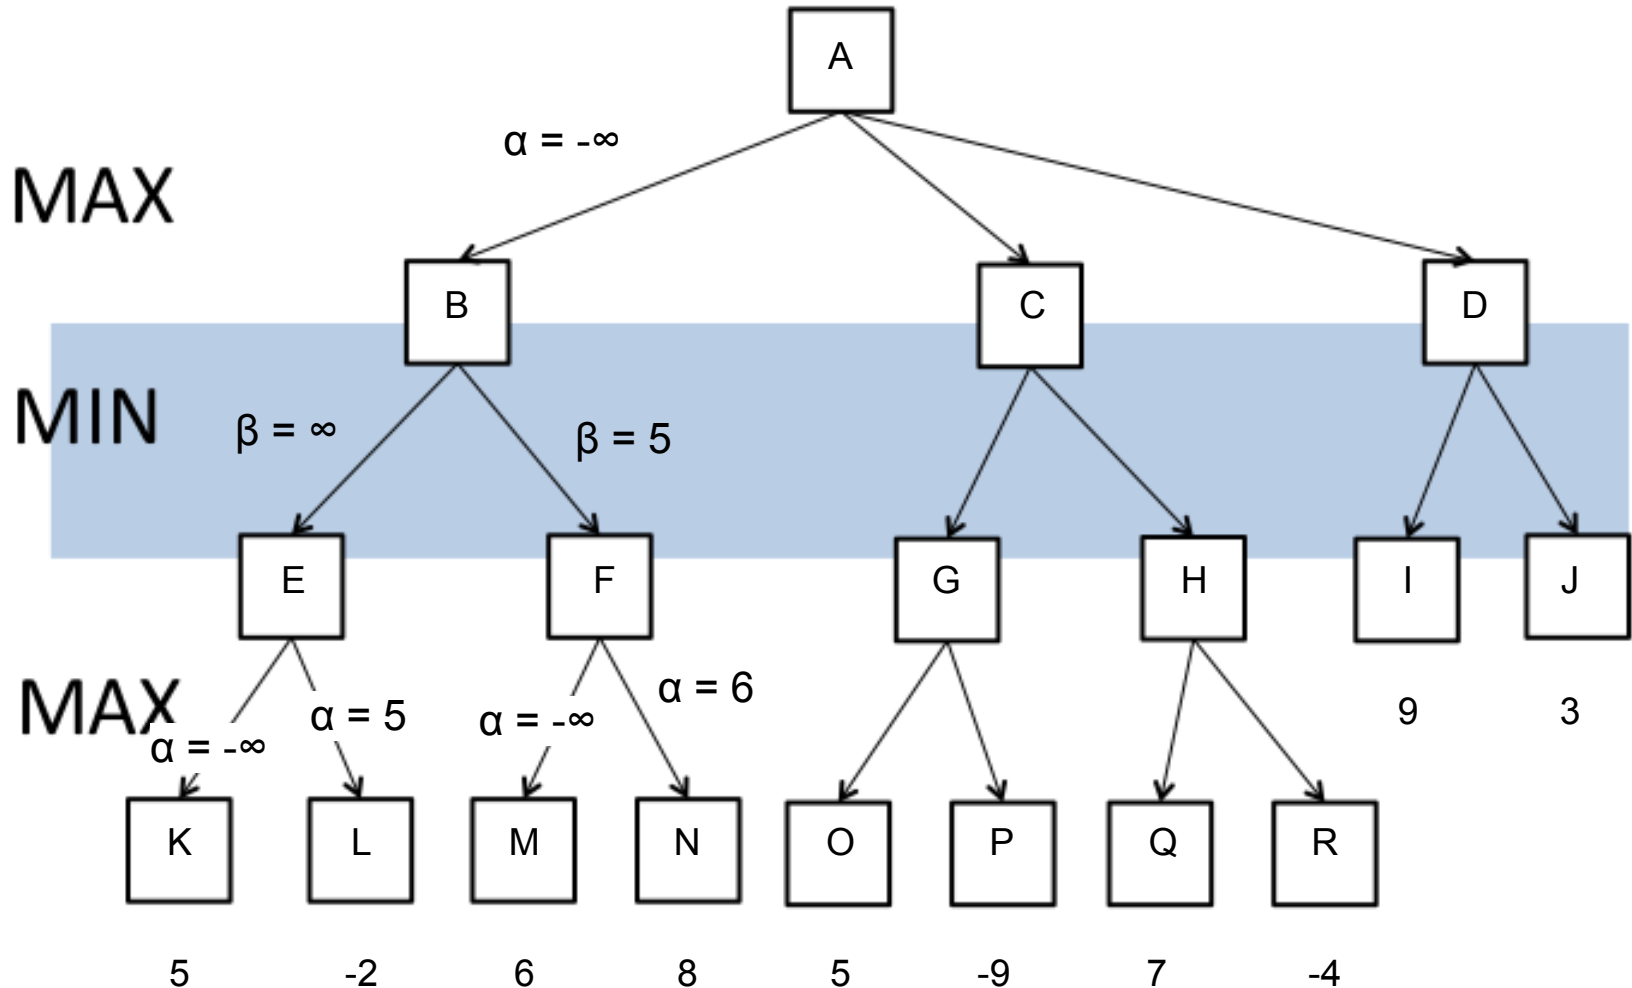 A
α = -∞
MAX
B
C
D
MIN
β = ∞
β = 5
E
F
G
H
I
J
MAX
α = -∞
α = 5
α = -∞
α = 6
9
3
K
L
M
N
O
P
Q
R
5
-2
6
8
5
-9
7
-4